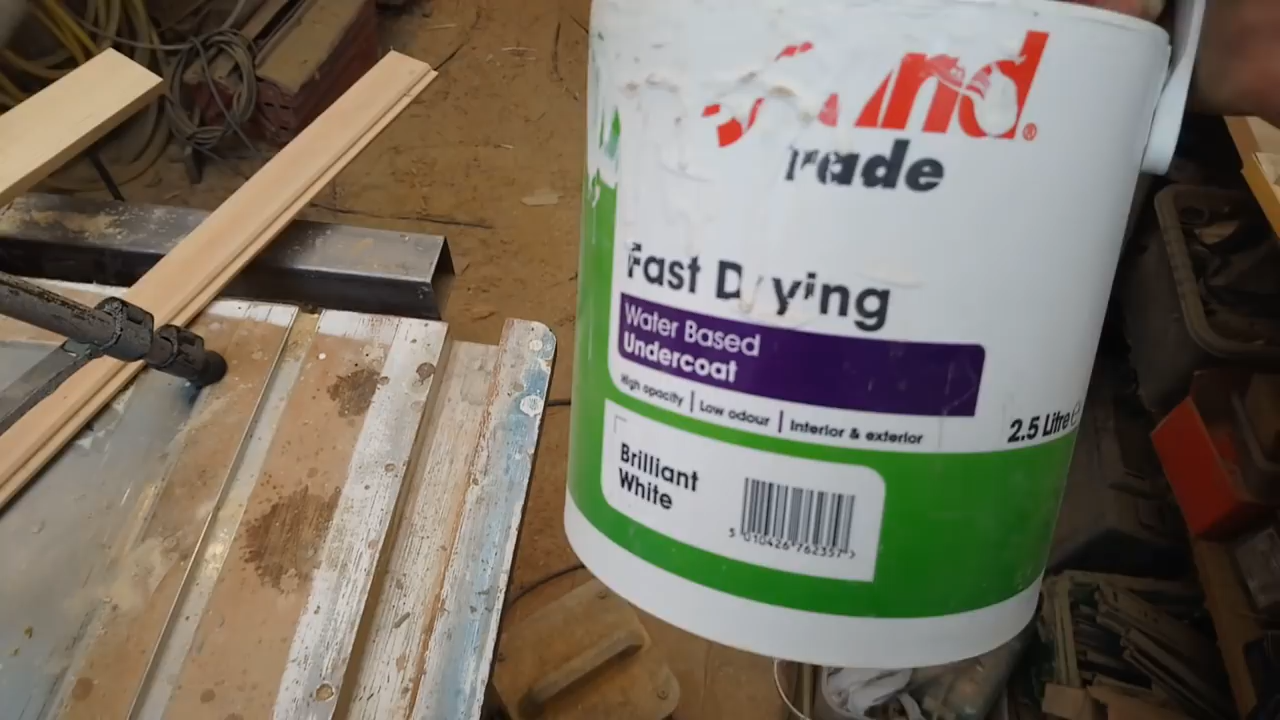 rade
Fast Drying
Water Based
Undercoat
High opacity | Low odour | Interior & exterior
2.5 Litre e
Brilliant
White
5 010426 762357 >